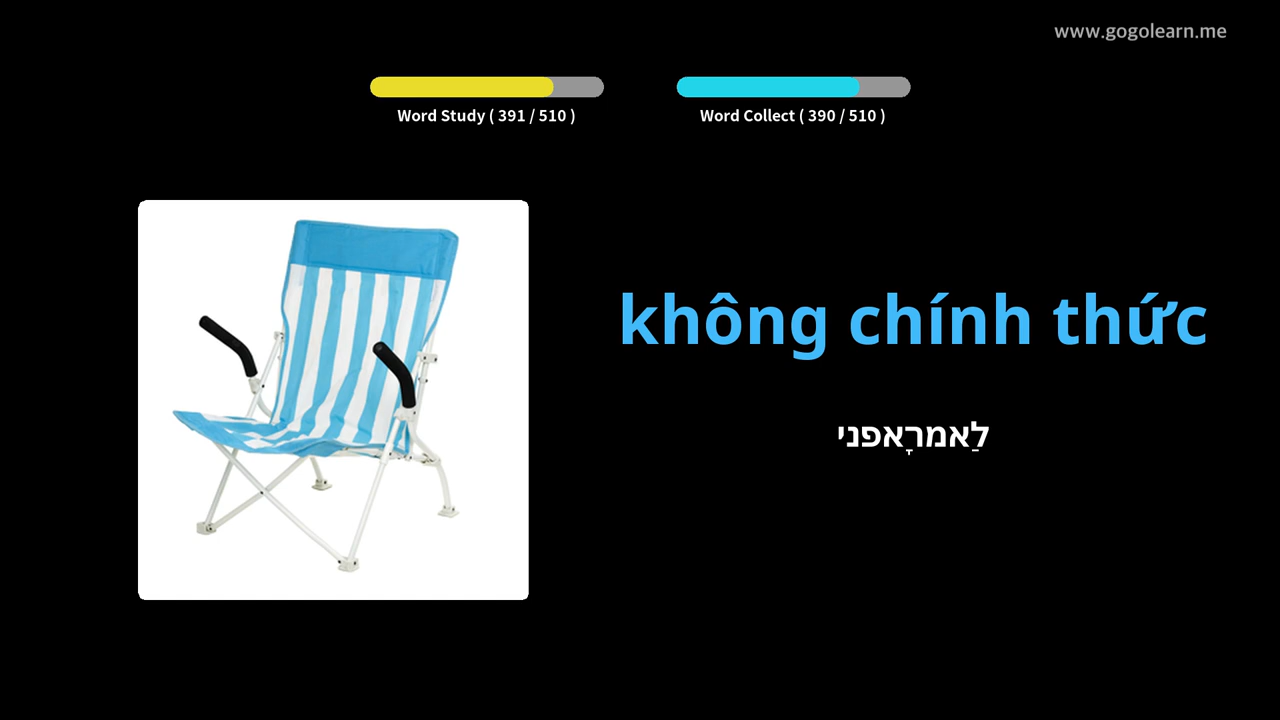 www.gogolearn.me
Word Study ( 391 / 510 )
Word Collect ( 390 / 510 )
không chính thức
לַאמרָאפני